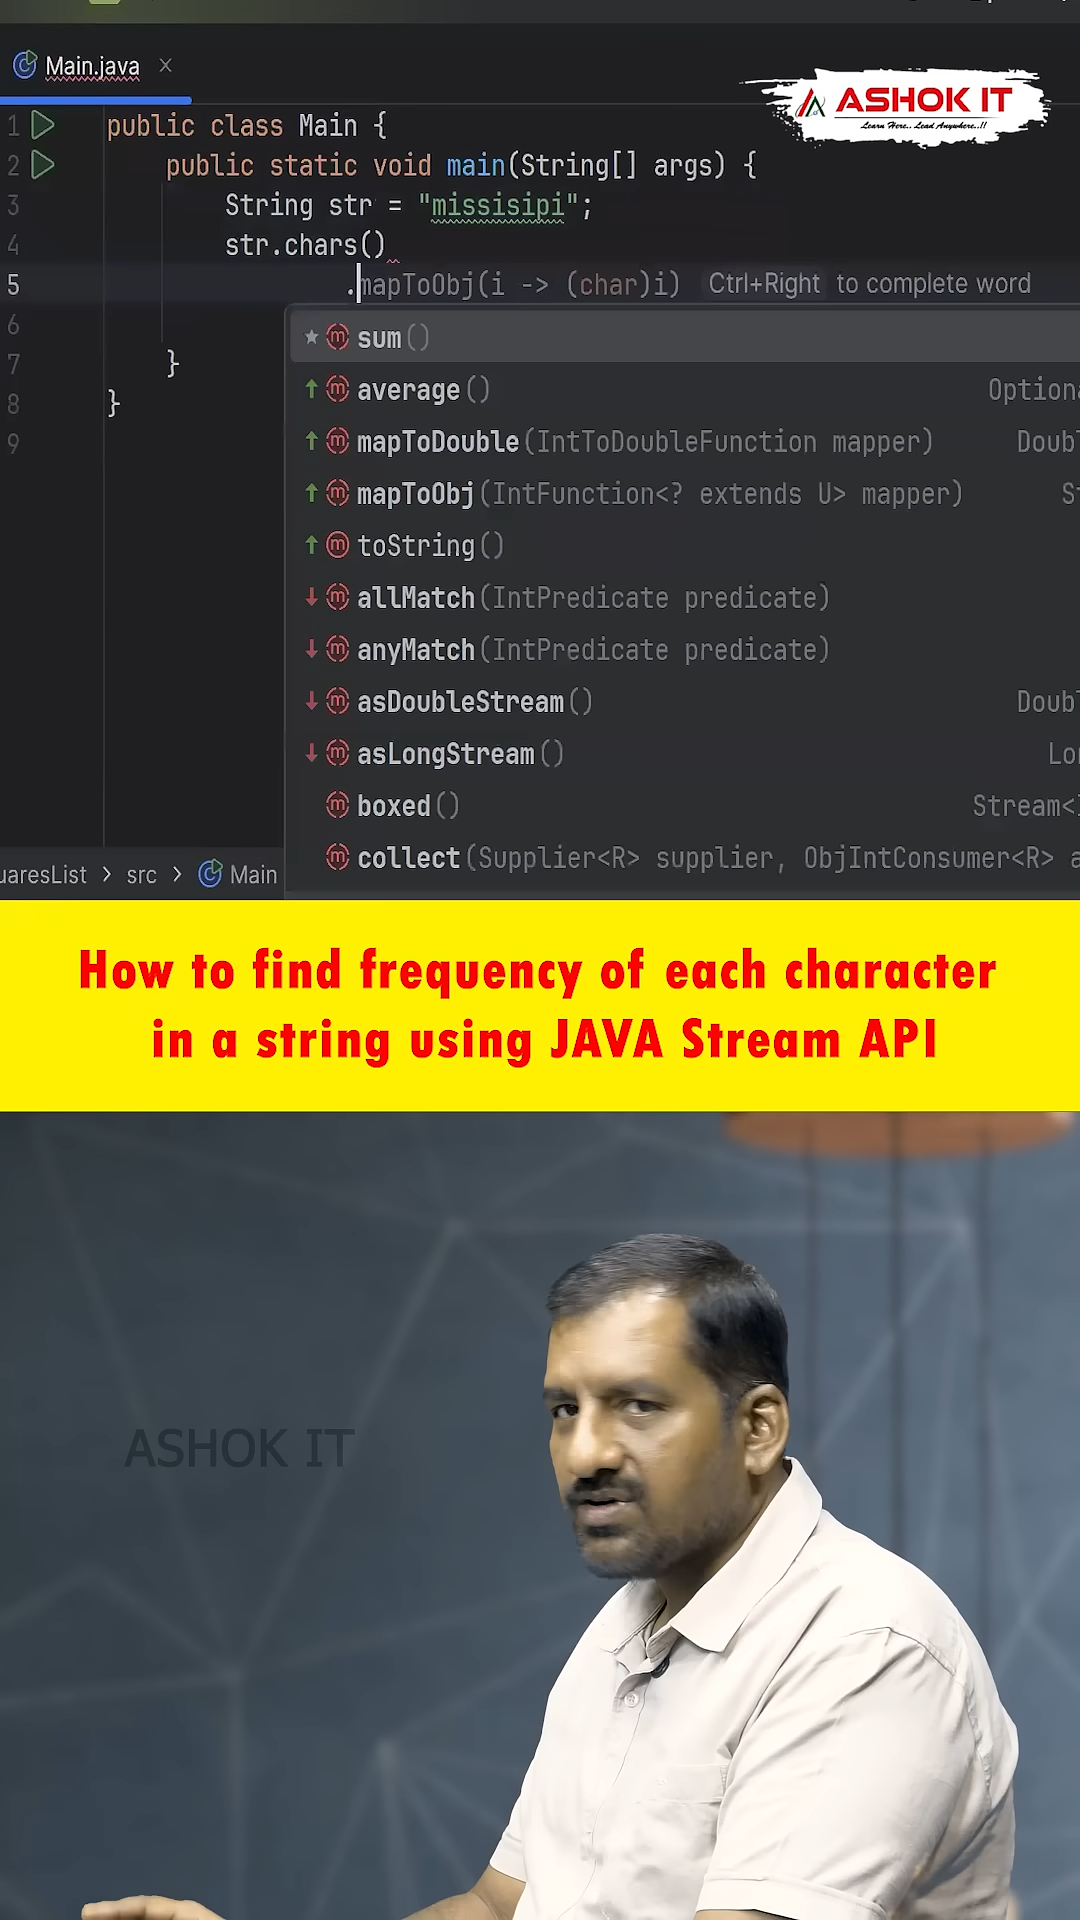 Main.java ×
ASHOK IT
Learn Here.. Lead Anywhere..!!
1 public class Main {
2 public static void main(String[] args) {
3 String str = "missisipi";
4 str.chars()
5 .mapToObj(i -> (char)i) Ctrl+Right to complete word
6
7 }
8 }
9
sum()
average() Optiona
mapToDouble(IntToDoubleFunction mapper) Doubl
mapToObj(IntFunction<? extends U> mapper) St
toString()
allMatch(IntPredicate predicate)
anyMatch(IntPredicate predicate)
asDoubleStream() Doubl
asLongStream() Lon
boxed() Stream<I
collect(Supplier<R> supplier, ObjIntConsumer<R> a
uaresList > src > Main
How to find frequency of each character
in a string using JAVA Stream API
ASHOK IT